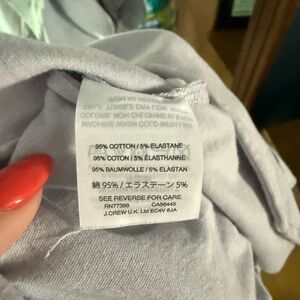 95% COTTON / 5% ELASTANE
95% COTON / 5% ÉLASTHANNE
95% BAUMWOLLE / 5% ELASTAN
綿 95% / エラステーン 5%
SEE REVERSE FOR CARE
RN77388 CA56445
J.CREW U.K. Ltd EC4V 6JA